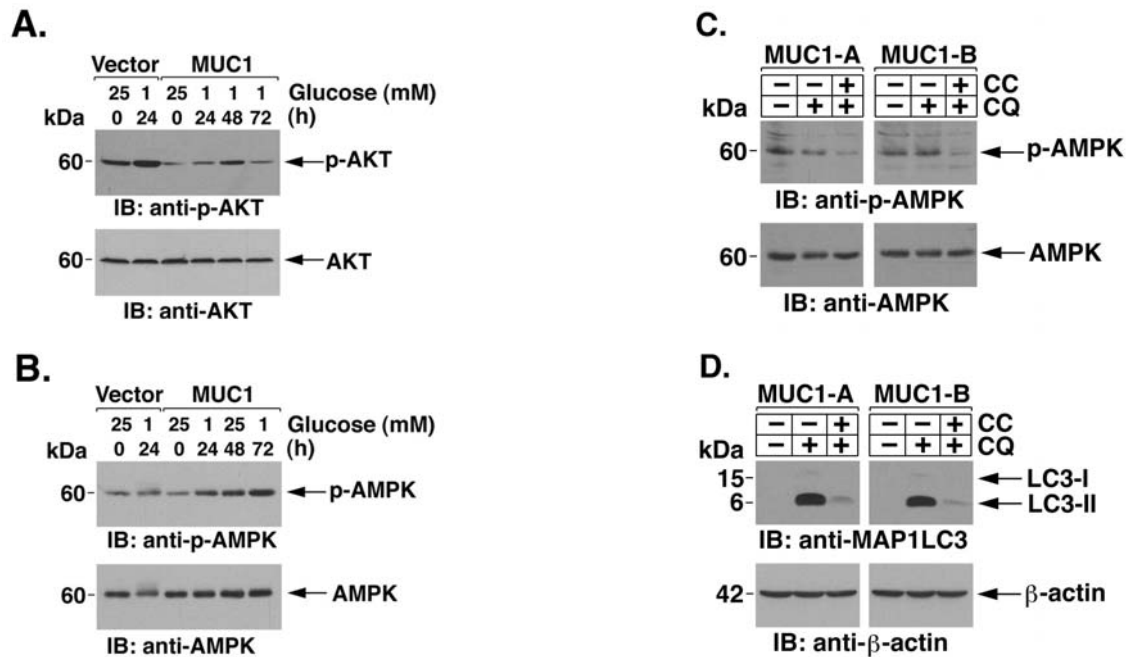 A.
Vector MUC1
25 1 25 1 1 1 Glucose (mM)
kDa 0 24 0 24 48 72 (h)
60- p-AKT
IB: anti-p-AKT
60- AKT
IB: anti-AKT
B.
Vector MUC1
25 1 25 1 25 1 Glucose (mM)
kDa 0 24 0 24 48 72 (h)
60- p-AMPK
IB: anti-p-AMPK
60- AMPK
IB: anti-AMPK
C.
MUC1-A MUC1-B
− − + − − + CC
kDa − + + − + + CQ
60- p-AMPK
IB: anti-p-AMPK
60- AMPK
IB: anti-AMPK
D.
MUC1-A MUC1-B
− − + − − + CC
kDa − + + − + + CQ
15- LC3-I
6- LC3-II
IB: anti-MAP1LC3
42- β-actin
IB: anti-β-actin